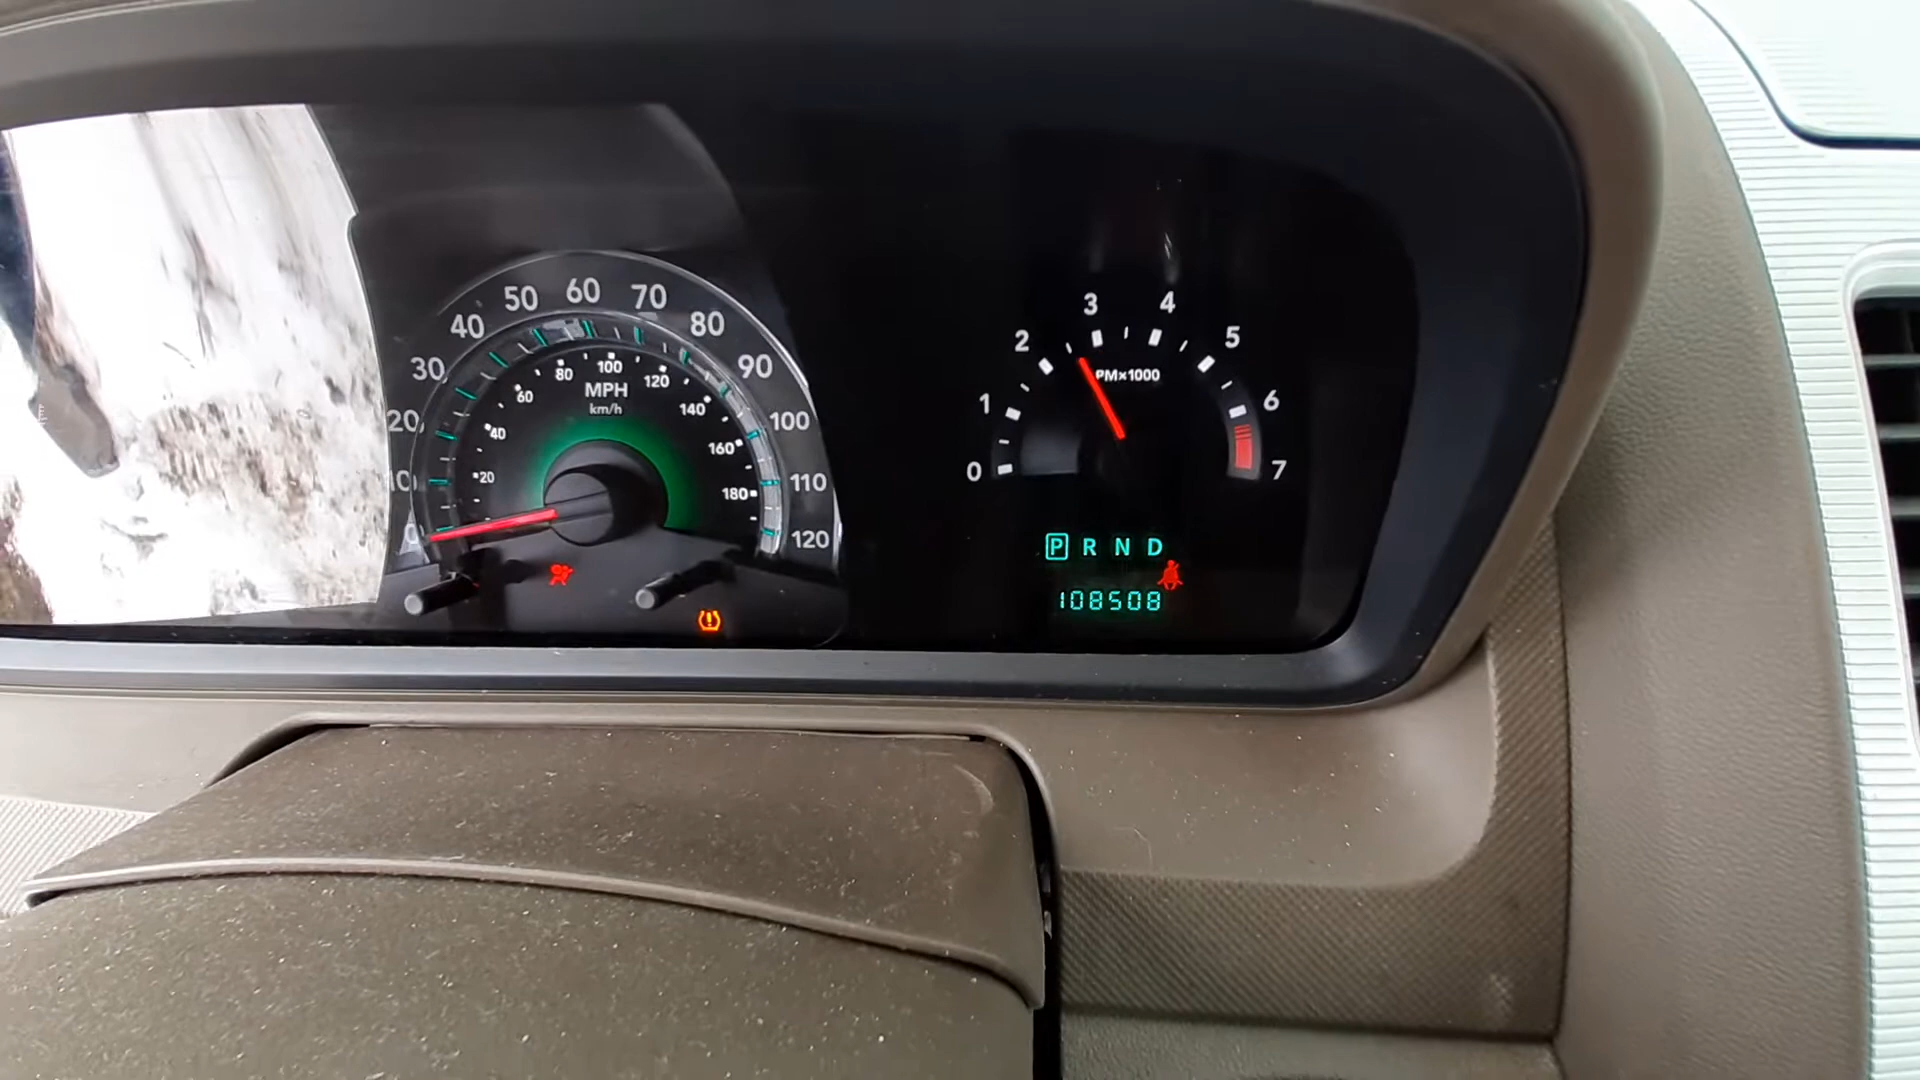 10 20 30 40 50 60 70 80 90 100 110 120
20 40 60 80 100 120 140 160 180
MPH
km/h
0 1 2 3 4 5 6 7
PM×1000
P R N D
108508